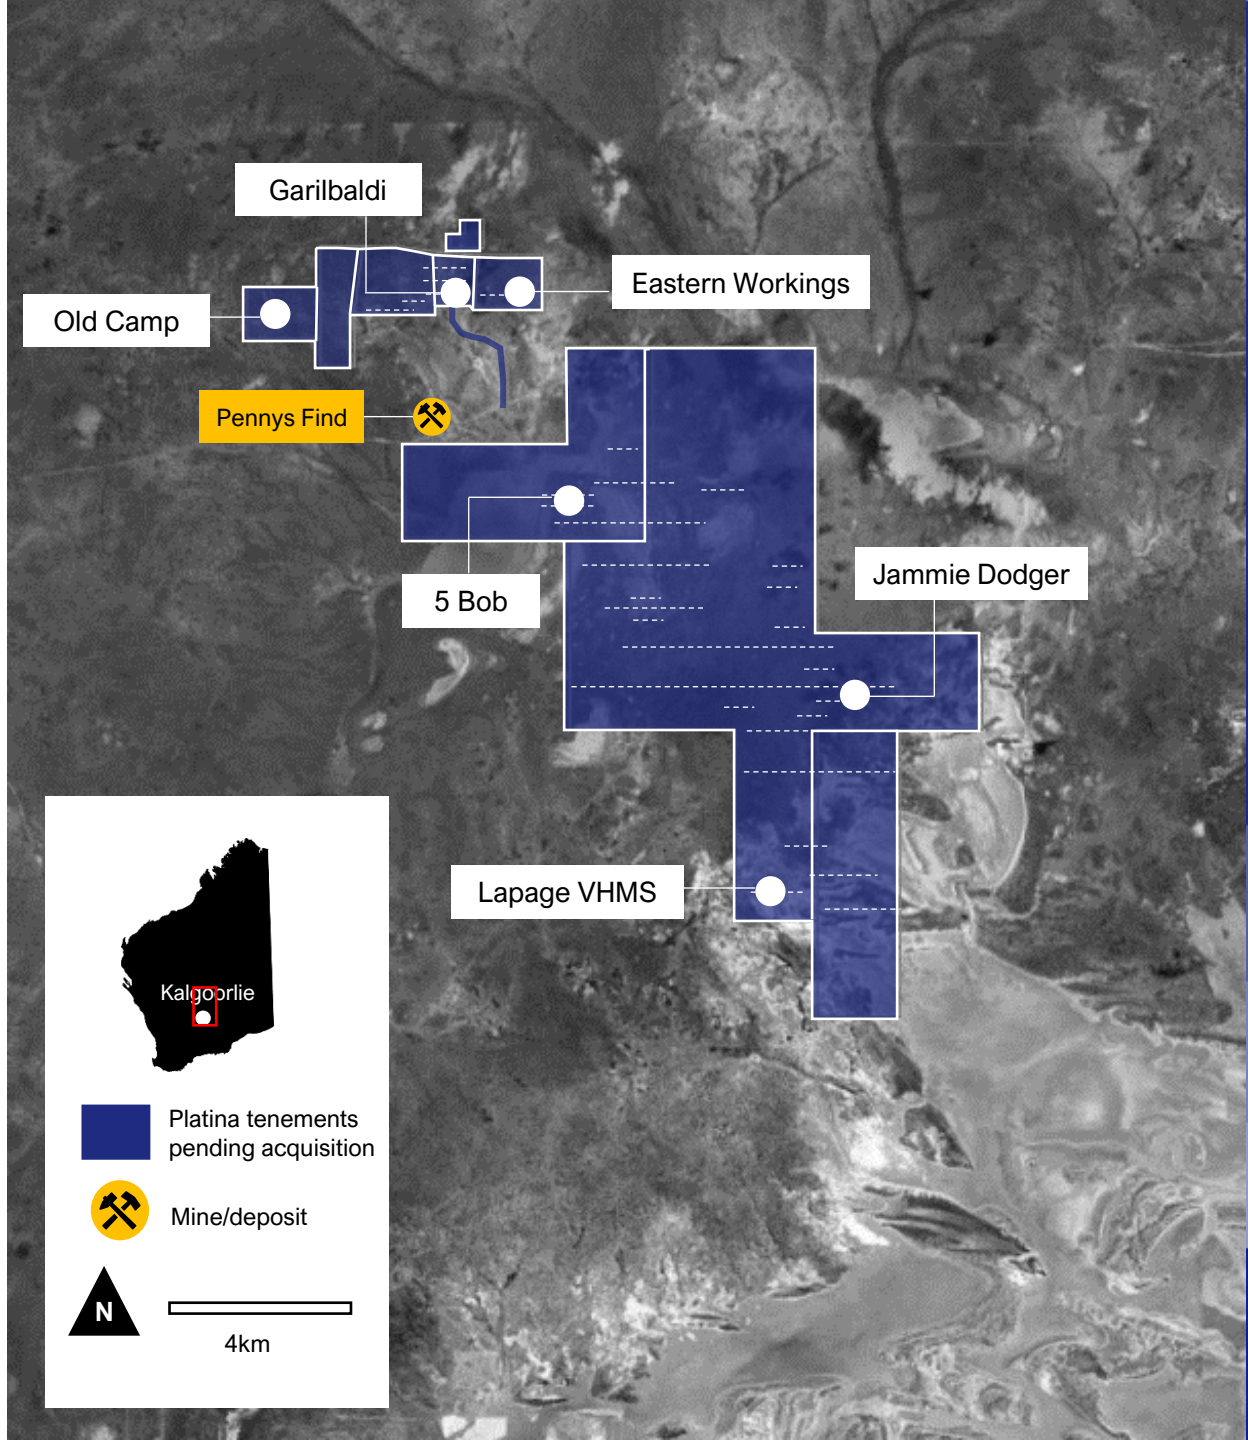 Garilbaldi
Eastern Workings
Old Camp
Pennys Find
5 Bob
Jammie Dodger
Lapage VHMS
Kalgoorlie
Platina tenements
pending acquisition
Mine/deposit
N
4km